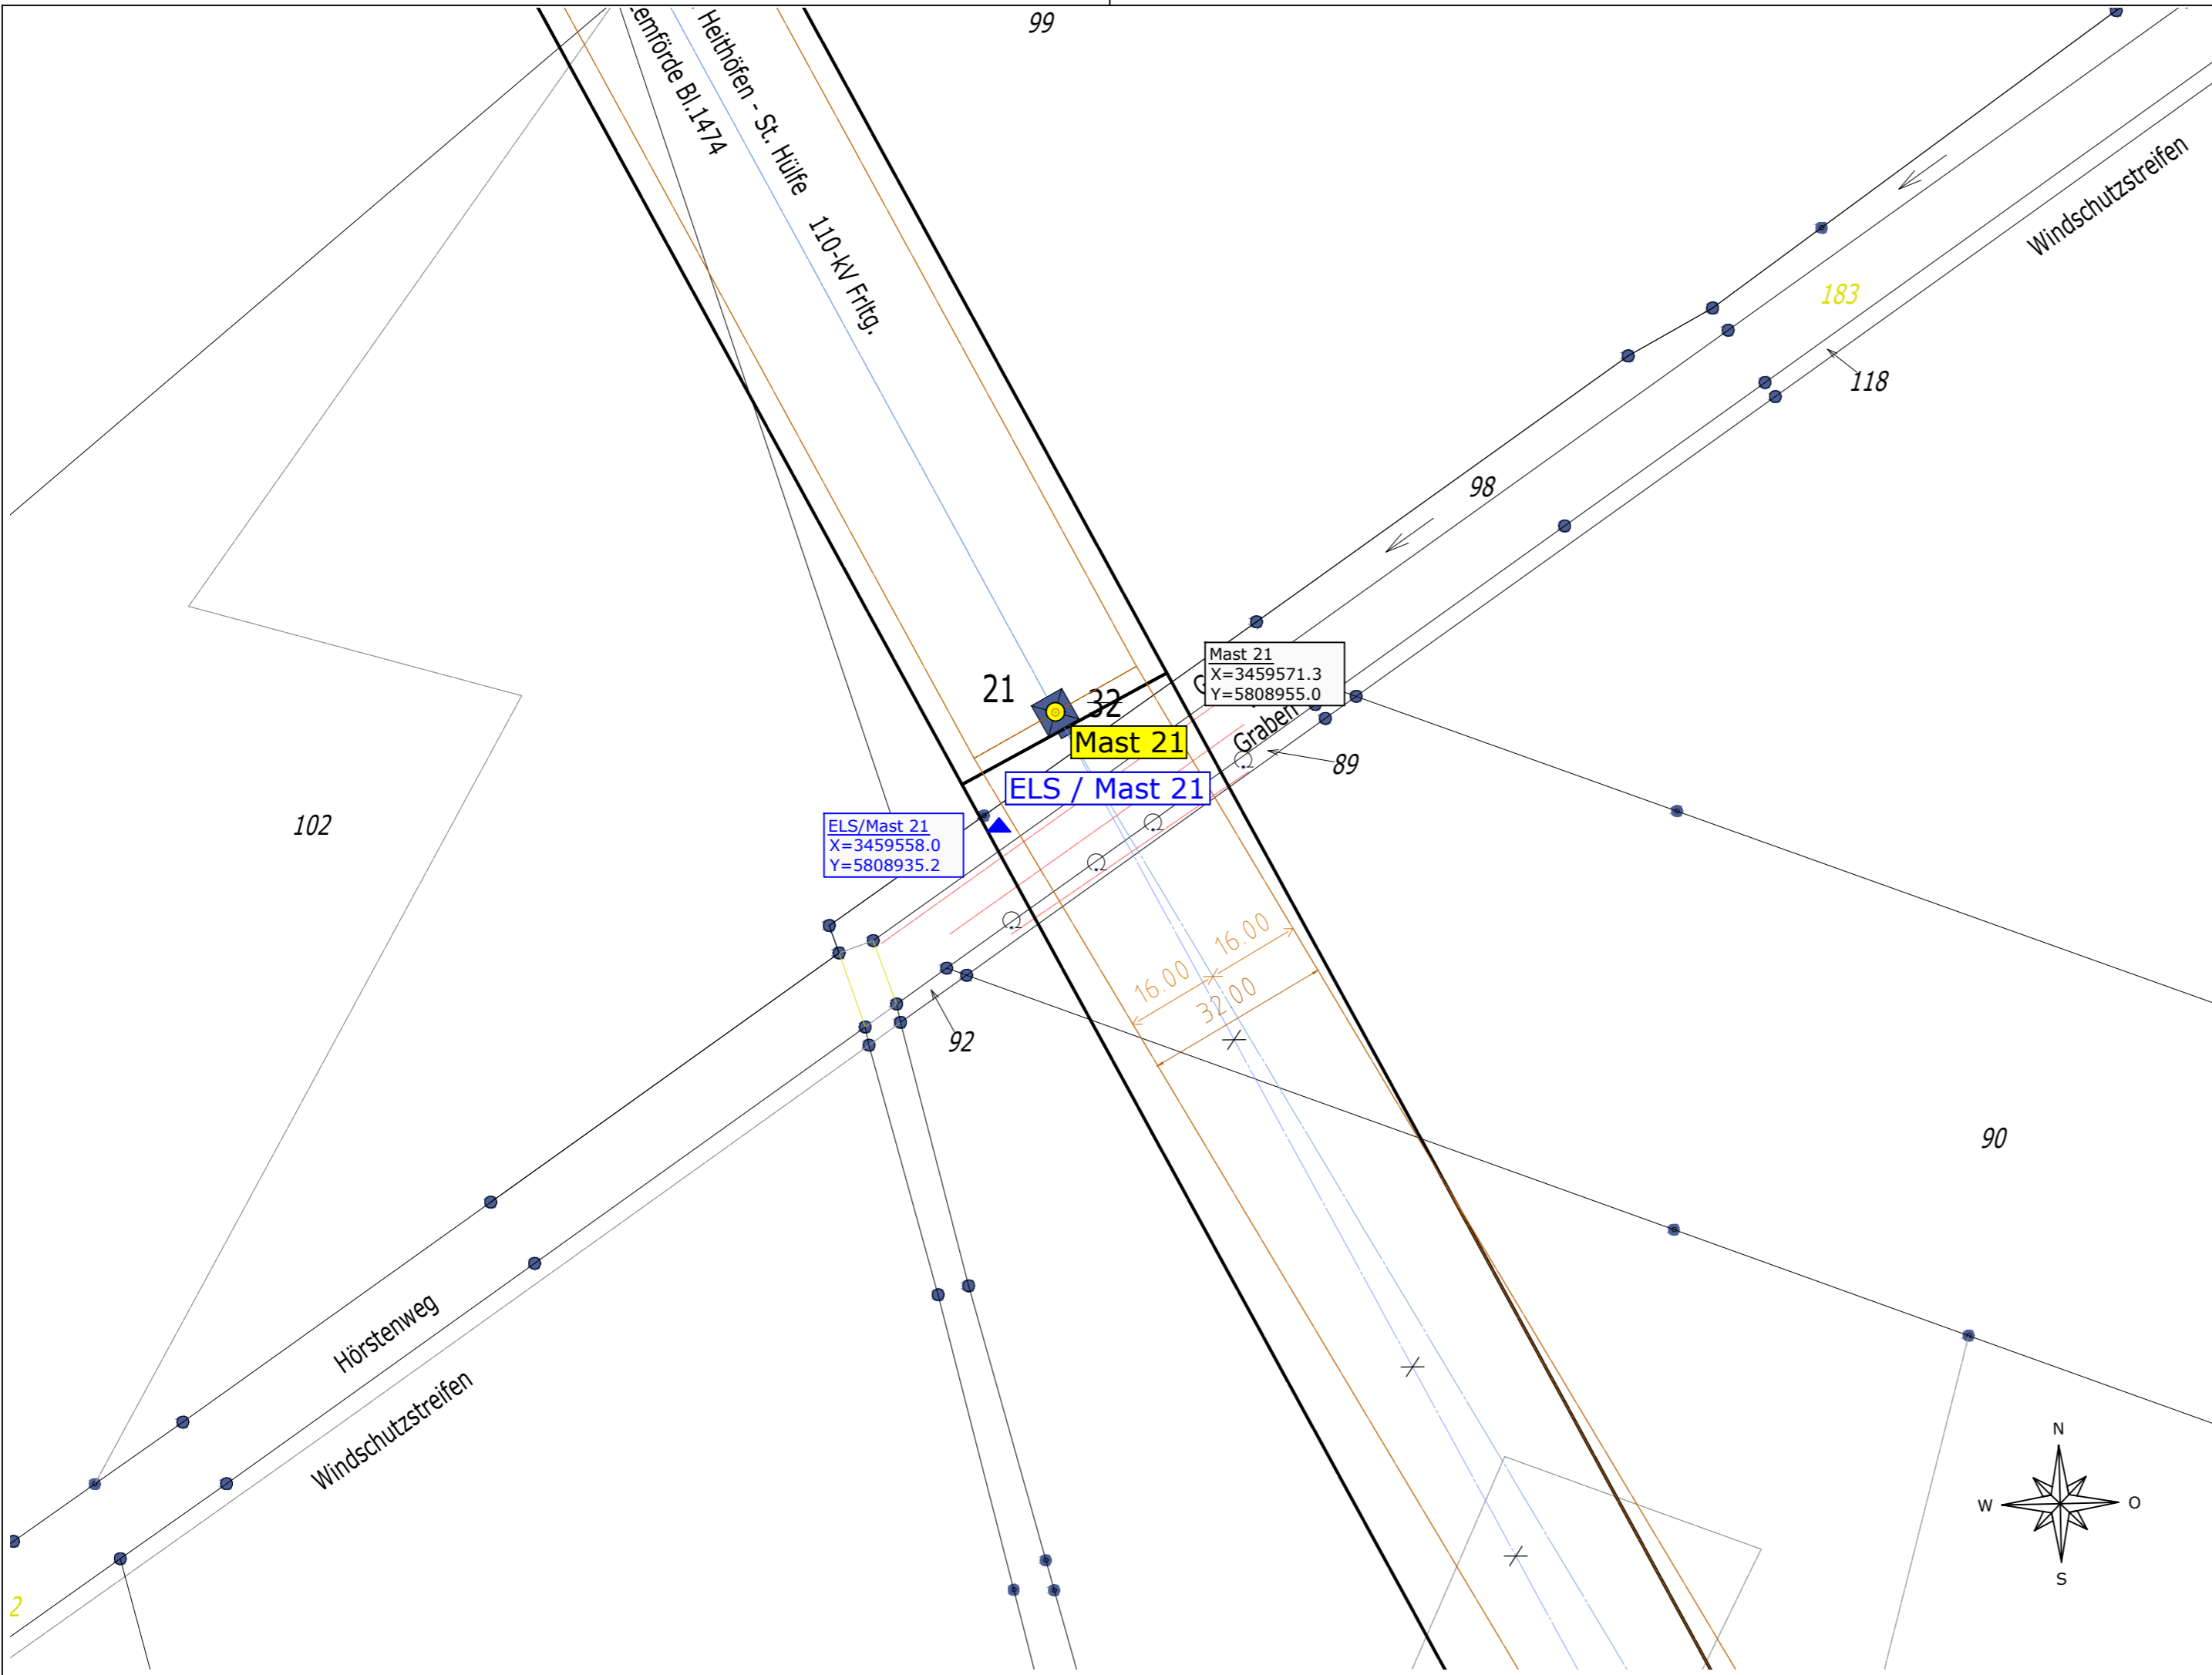 99
Bl.1474
Heithöfen - St. Hülfe 110-kV Frltg.
Windschutzstreifen
183
118
98
Mast 21
X=3459571.3
Y=5808955.0
21
32
Mast 21
Graben
89
ELS / Mast 21
ELS/Mast 21
X=3459558.0
Y=5808935.2
102
16.00
16.00
32.00
92
90
Hörstenweg
Windschutzstreifen
2
N
W
O
S